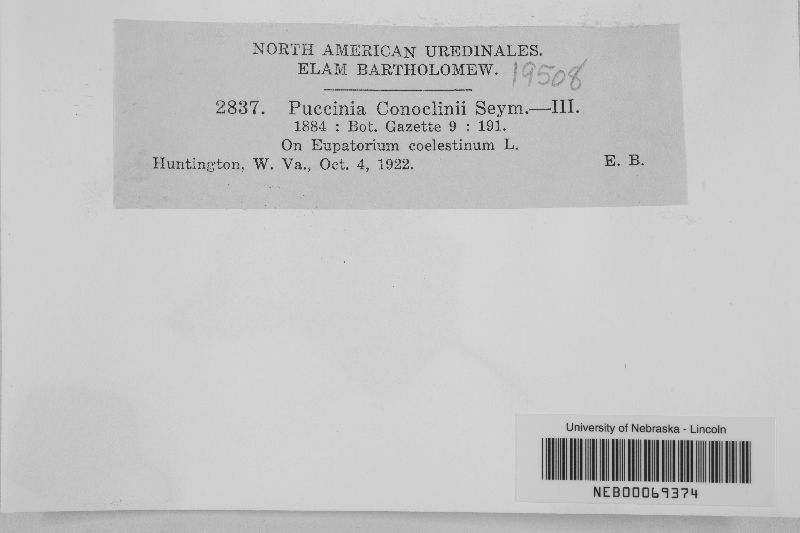 NORTH AMERICAN UREDINALES.
ELAM BARTHOLOMEW. 19508
2837. Puccinia Conoclinii Seym.—III.
1884 : Bot. Gazette 9 : 191.
On Eupatorium coelestinum L.
Huntington, W. Va., Oct. 4, 1922. E. B.
University of Nebraska - Lincoln
NEB00069374